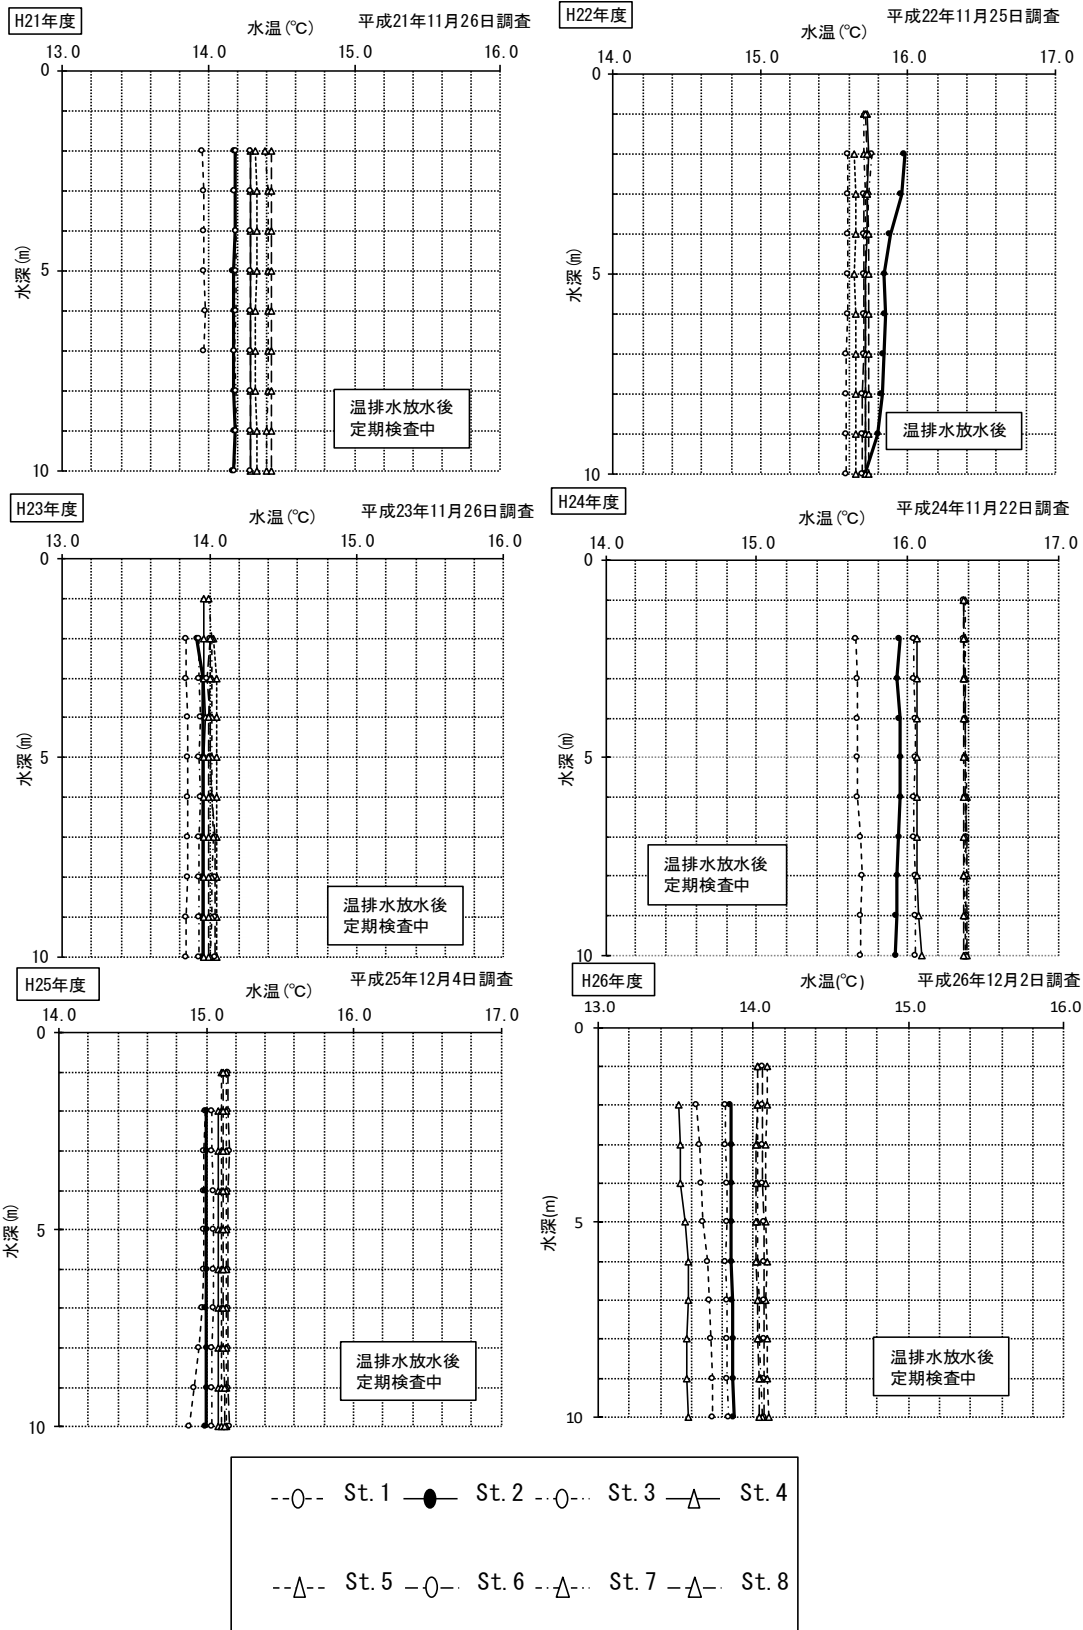 H21年度
水温(℃)
平成21年11月26日調査
13.0 14.0 15.0 16.0
0
5
10
水深(m)
温排水放水後
定期検査中
H22年度
平成22年11月25日調査
水温(℃)
14.0 15.0 16.0 17.0
0
5
10
水深(m)
温排水放水後
H23年度
水温(℃)
平成23年11月26日調査
13.0 14.0 15.0 16.0
0
5
10
水深(m)
温排水放水後
定期検査中
H24年度
水温(℃)
平成24年11月22日調査
14.0 15.0 16.0 17.0
0
5
10
水深(m)
温排水放水後
定期検査中
H25年度
水温(℃)
平成25年12月4日調査
14.0 15.0 16.0 17.0
0
5
10
水深(m)
温排水放水後
定期検査中
H26年度
水温(℃)
平成26年12月2日調査
13.0 14.0 15.0 16.0
0
5
10
水深(m)
温排水放水後
定期検査中
St.1 St.2 St.3 St.4
St.5 St.6 St.7 St.8